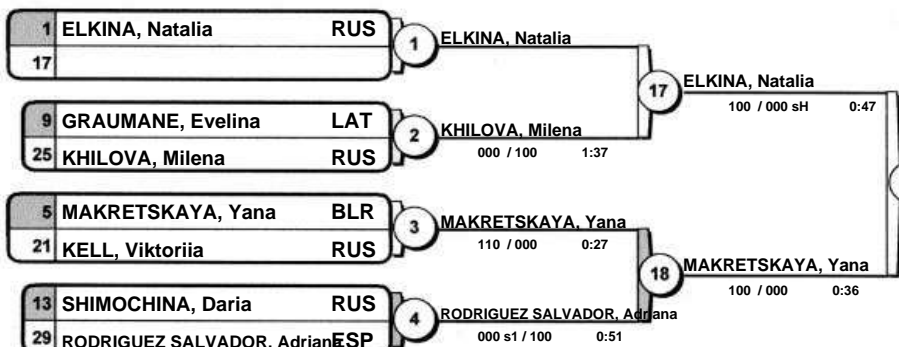 1 ELKINA, Natalia RUS
17
1
ELKINA, Natalia
17
ELKINA, Natalia
100 / 000 sH 0:47
9 GRAUMANE, Evelina LAT
25 KHILOVA, Milena RUS
2
KHILOVA, Milena
000 / 100 1:37
5 MAKRETSKAYA, Yana BLR
21 KELL, Viktoriia RUS
3
MAKRETSKAYA, Yana
110 / 000 0:27
18
MAKRETSKAYA, Yana
100 / 000 0:36
13 SHIMOCHINA, Daria RUS
29 RODRIGUEZ SALVADOR, Adriana ESP
4
RODRIGUEZ SALVADOR, Adriana
000 s1 / 100 0:51